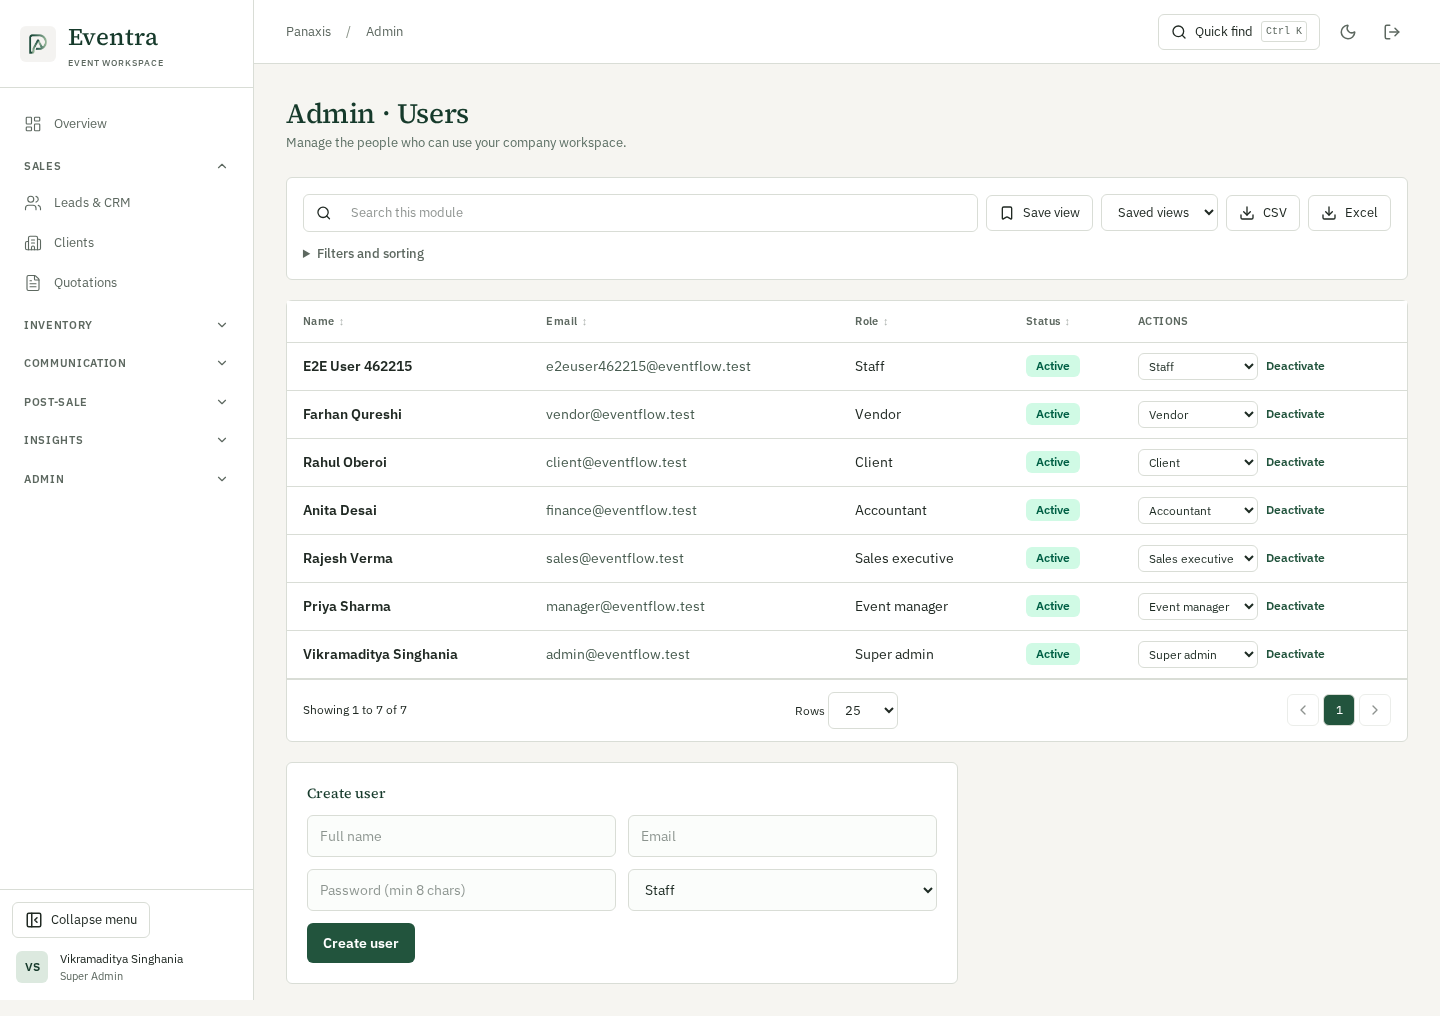 Eventra
EVENT WORKSPACE
Panaxis / Admin
Quick find Ctrl K
Overview
SALES
Leads & CRM
Clients
Quotations
INVENTORY
COMMUNICATION
POST-SALE
INSIGHTS
ADMIN
Collapse menu
VS
Vikramaditya Singhania
Super Admin
Admin · Users
Manage the people who can use your company workspace.
Search this module
Save view
Saved views
CSV
Excel
Filters and sorting
Name ↕ Email ↕ Role ↕ Status ↕ ACTIONS
E2E User 462215 e2euser462215@eventflow.test Staff Active Staff Deactivate
Farhan Qureshi vendor@eventflow.test Vendor Active Vendor Deactivate
Rahul Oberoi client@eventflow.test Client Active Client Deactivate
Anita Desai finance@eventflow.test Accountant Active Accountant Deactivate
Rajesh Verma sales@eventflow.test Sales executive Active Sales executive Deactivate
Priya Sharma manager@eventflow.test Event manager Active Event manager Deactivate
Vikramaditya Singhania admin@eventflow.test Super admin Active Super admin Deactivate
Showing 1 to 7 of 7 Rows 25 1
Create user
Full name Email
Password (min 8 chars) Staff
Create user